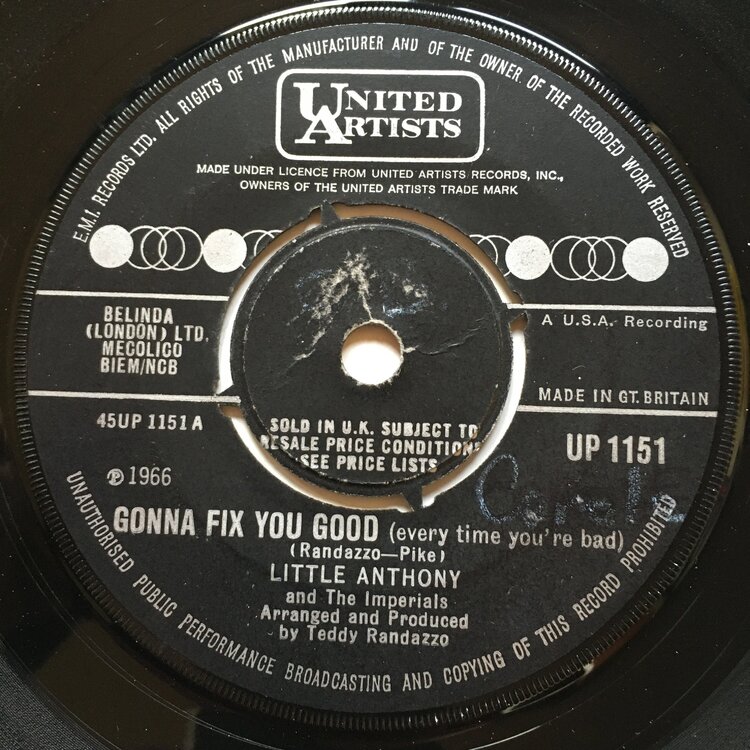 E.M.I. RECORDS LTD. ALL RIGHTS OF THE MANUFACTURER AND OF THE OWNER OF THE RECORDED WORK RESERVED
UNITED
ARTISTS
MADE UNDER LICENCE FROM UNITED ARTISTS RECORDS, INC.,
OWNERS OF THE UNITED ARTISTS TRADE MARK
BELINDA
(LONDON) LTD.
MECOLICO
BIEM/NCB
A U.S.A. Recording
MADE IN GT. BRITAIN
45UP 1151 A
SOLD IN U.K. SUBJECT TO
RESALE PRICE CONDITIONS
SEE PRICE LISTS
UP 1151
℗ 1966
GONNA FIX YOU GOOD (every time you're bad)
(Randazzo—Pike)
LITTLE ANTHONY
and The Imperials
Arranged and Produced
by Teddy Randazzo
UNAUTHORISED PUBLIC PERFORMANCE BROADCASTING AND COPYING OF THIS RECORD PROHIBITED